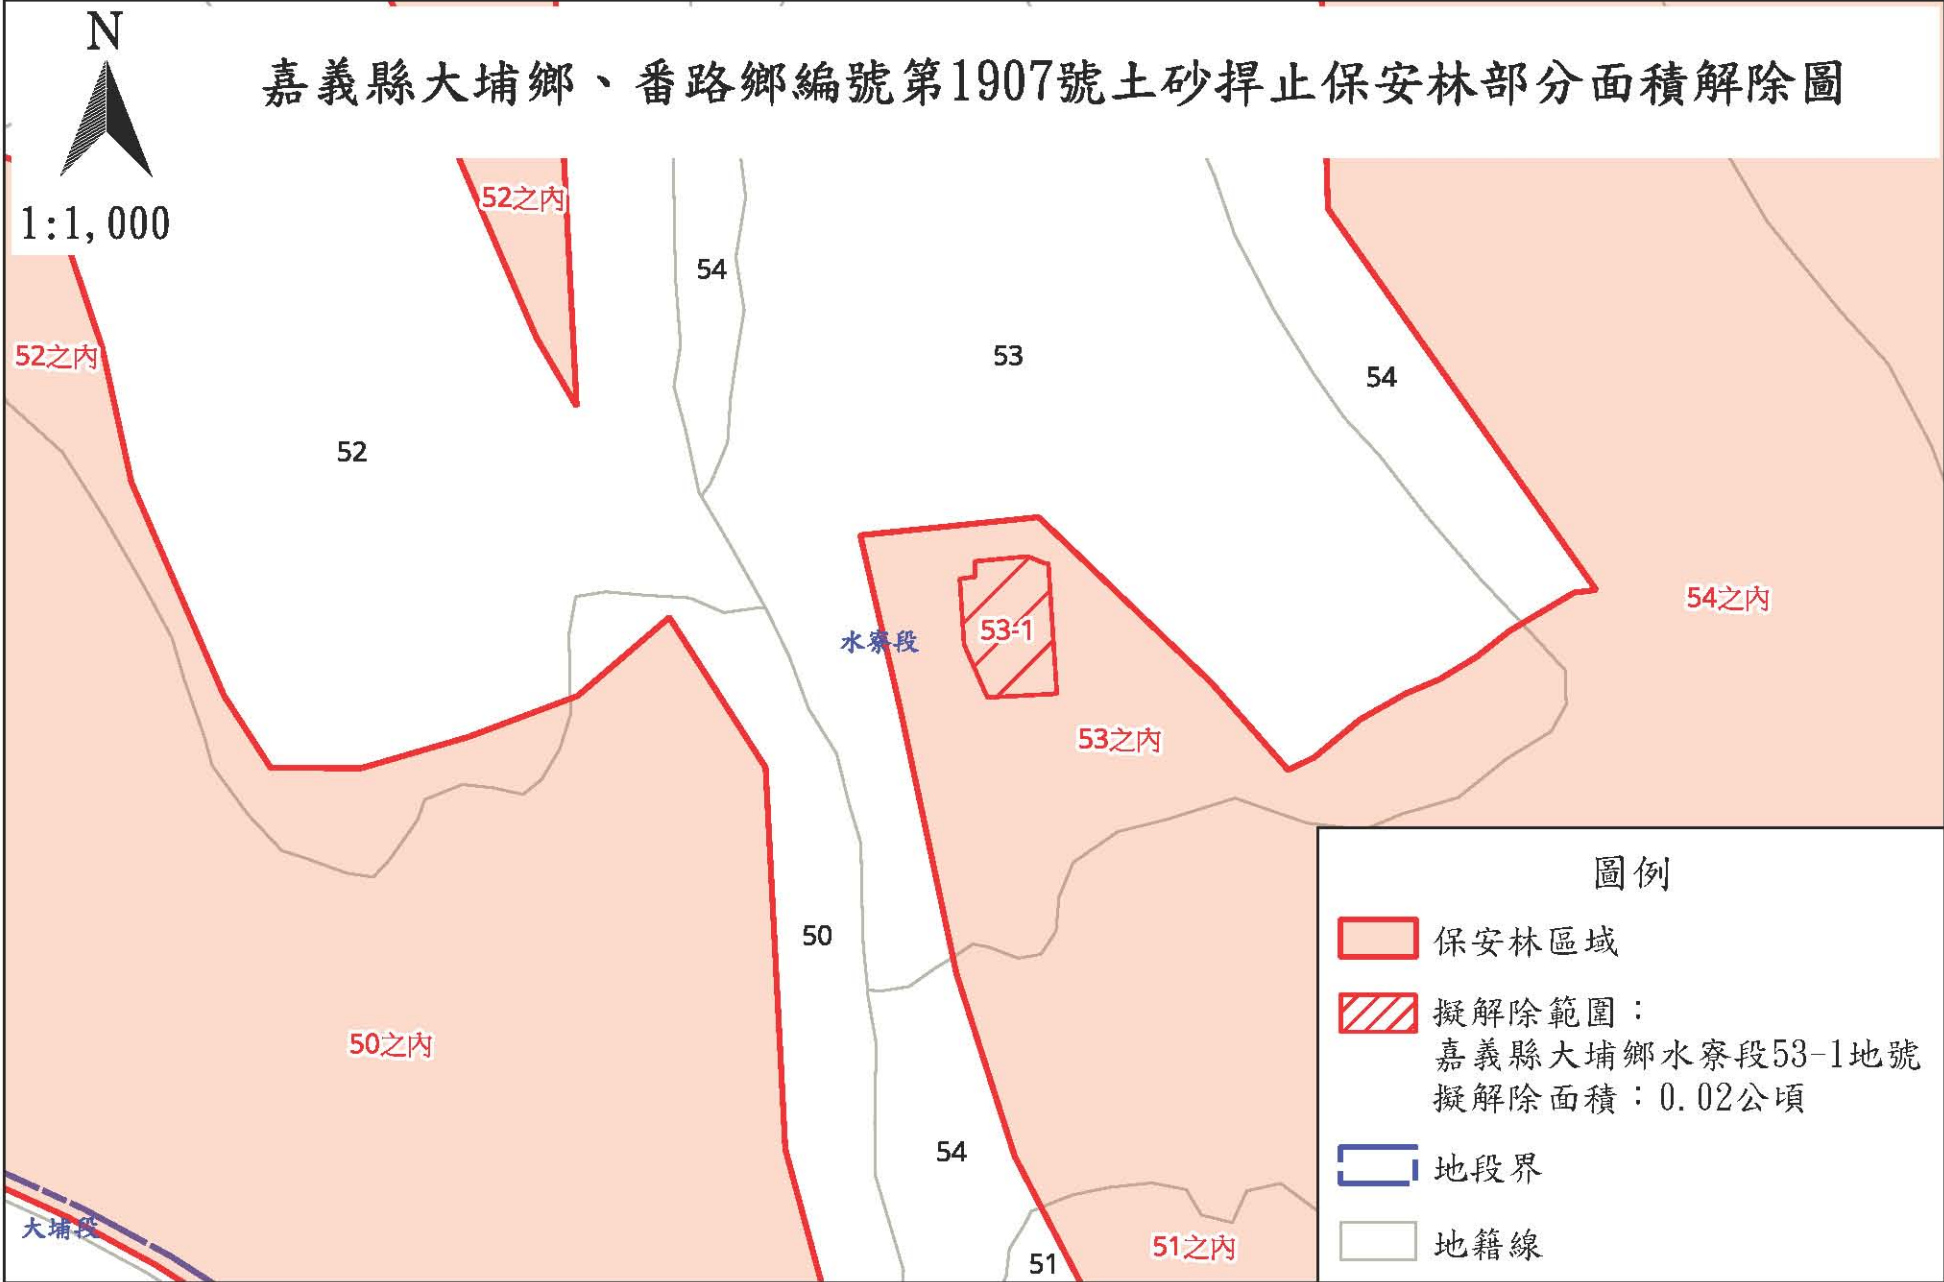 N
嘉義縣大埔鄉、番路鄉編號第1907號土砂捍止保安林部分面積解除圖
1:1,000
52之內
54
52之內
53
54
52
54之內
53-1
水寮段
53之內
50
50之內
54
大埔段
51之內
51
圖例
保安林區域
擬解除範圍：
嘉義縣大埔鄉水寮段53-1地號
擬解除面積：0.02公頃
地段界
地籍線